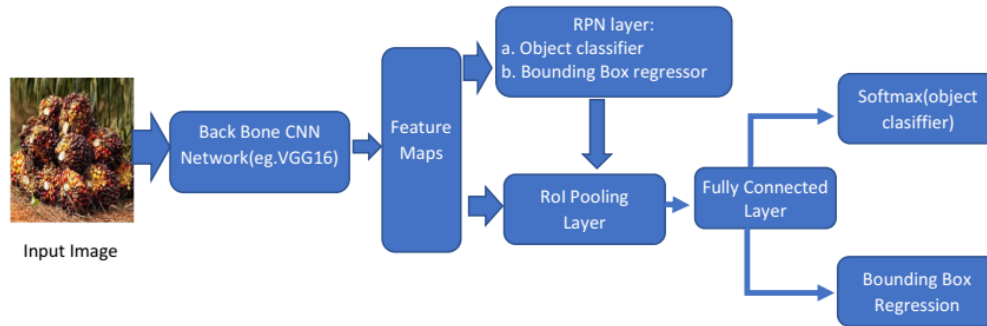 Input Image
Back Bone CNN
Network(eg.VGG16)
Feature
Maps
RPN layer:
a. Object classifier
b. Bounding Box regressor
RoI Pooling
Layer
Fully Connected
Layer
Softmax(object
clasiffier)
Bounding Box
Regression